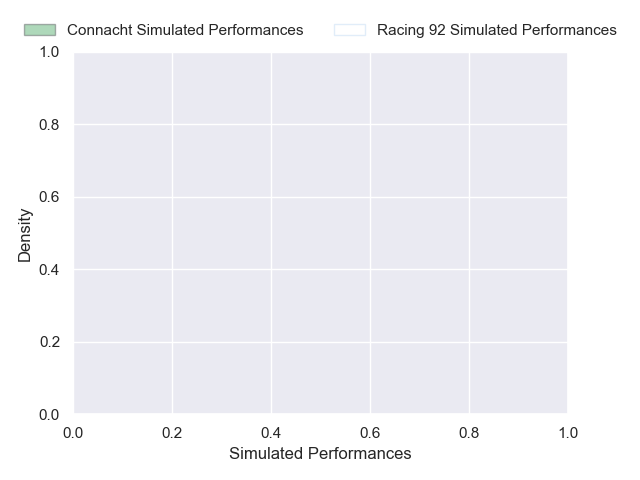 Connacht Simulated Performances Racing 92 Simulated Performances
1.0
0.8
0.6
0.4
0.2
0.0
Density
0.0 0.2 0.4 0.6 0.8 1.0
Simulated Performances